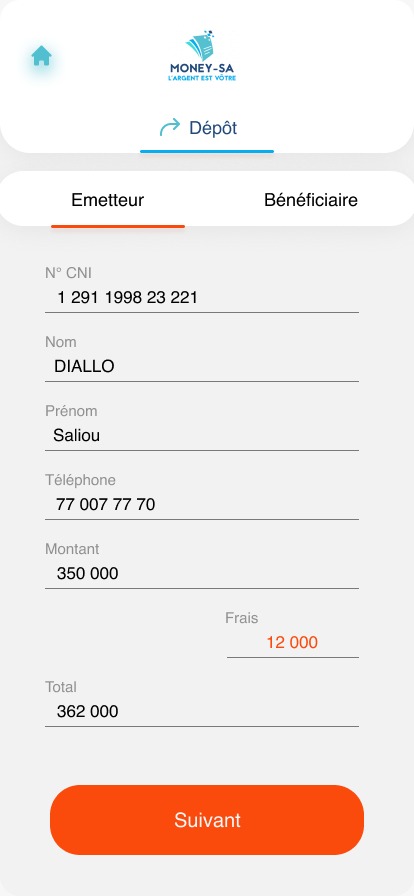 MONEY-SA
L'ARGENT EST VÔTRE
Dépôt
Emetteur
Bénéficiaire
N° CNI
1 291 1998 23 221
Nom
DIALLO
Prénom
Saliou
Téléphone
77 007 77 70
Montant
350 000
Frais
12 000
Total
362 000
Suivant